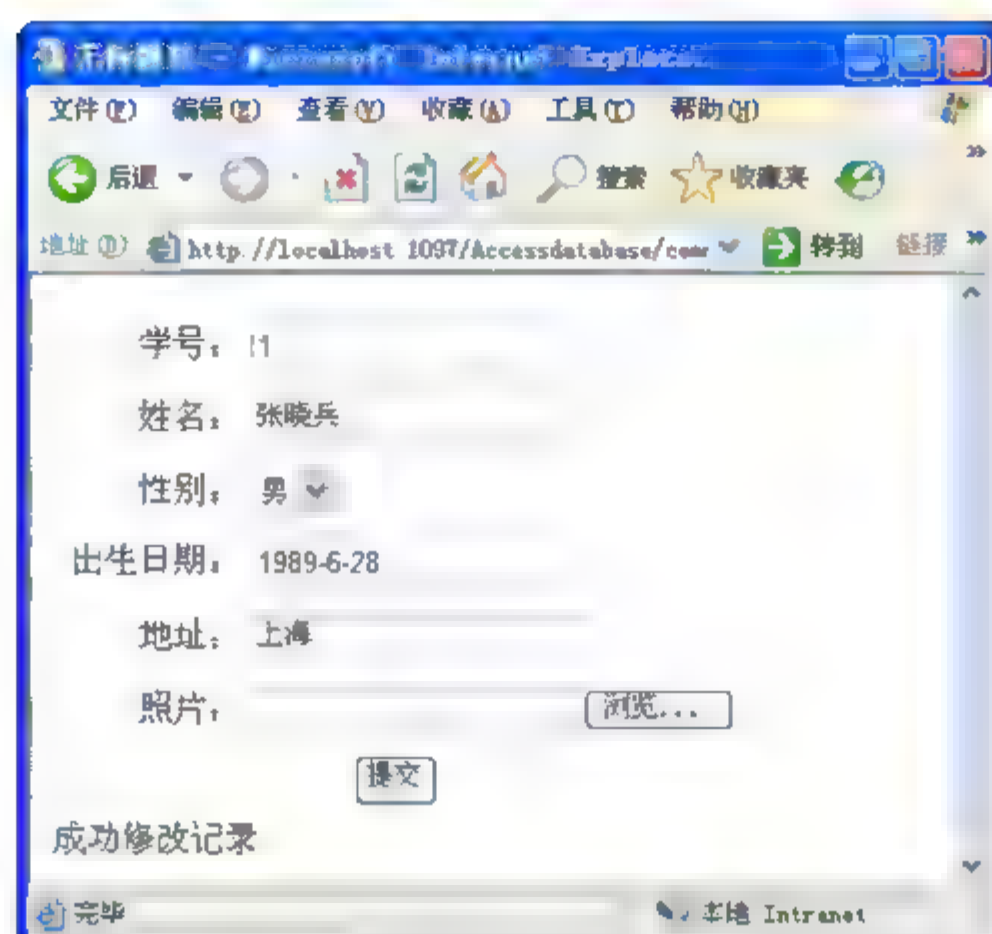 文件(F) 编辑(E) 查看(V) 收藏(A) 工具(T) 帮助(H)
后退 搜索 收藏夹
地址(D) http://localhost:1097/Accessdatabase/com 转到 链接
学号： 11
姓名： 张晓兵
性别： 男
出生日期： 1989-6-28
地址： 上海
照片： 浏览...
提交
成功修改记录
完毕 本地 Intranet